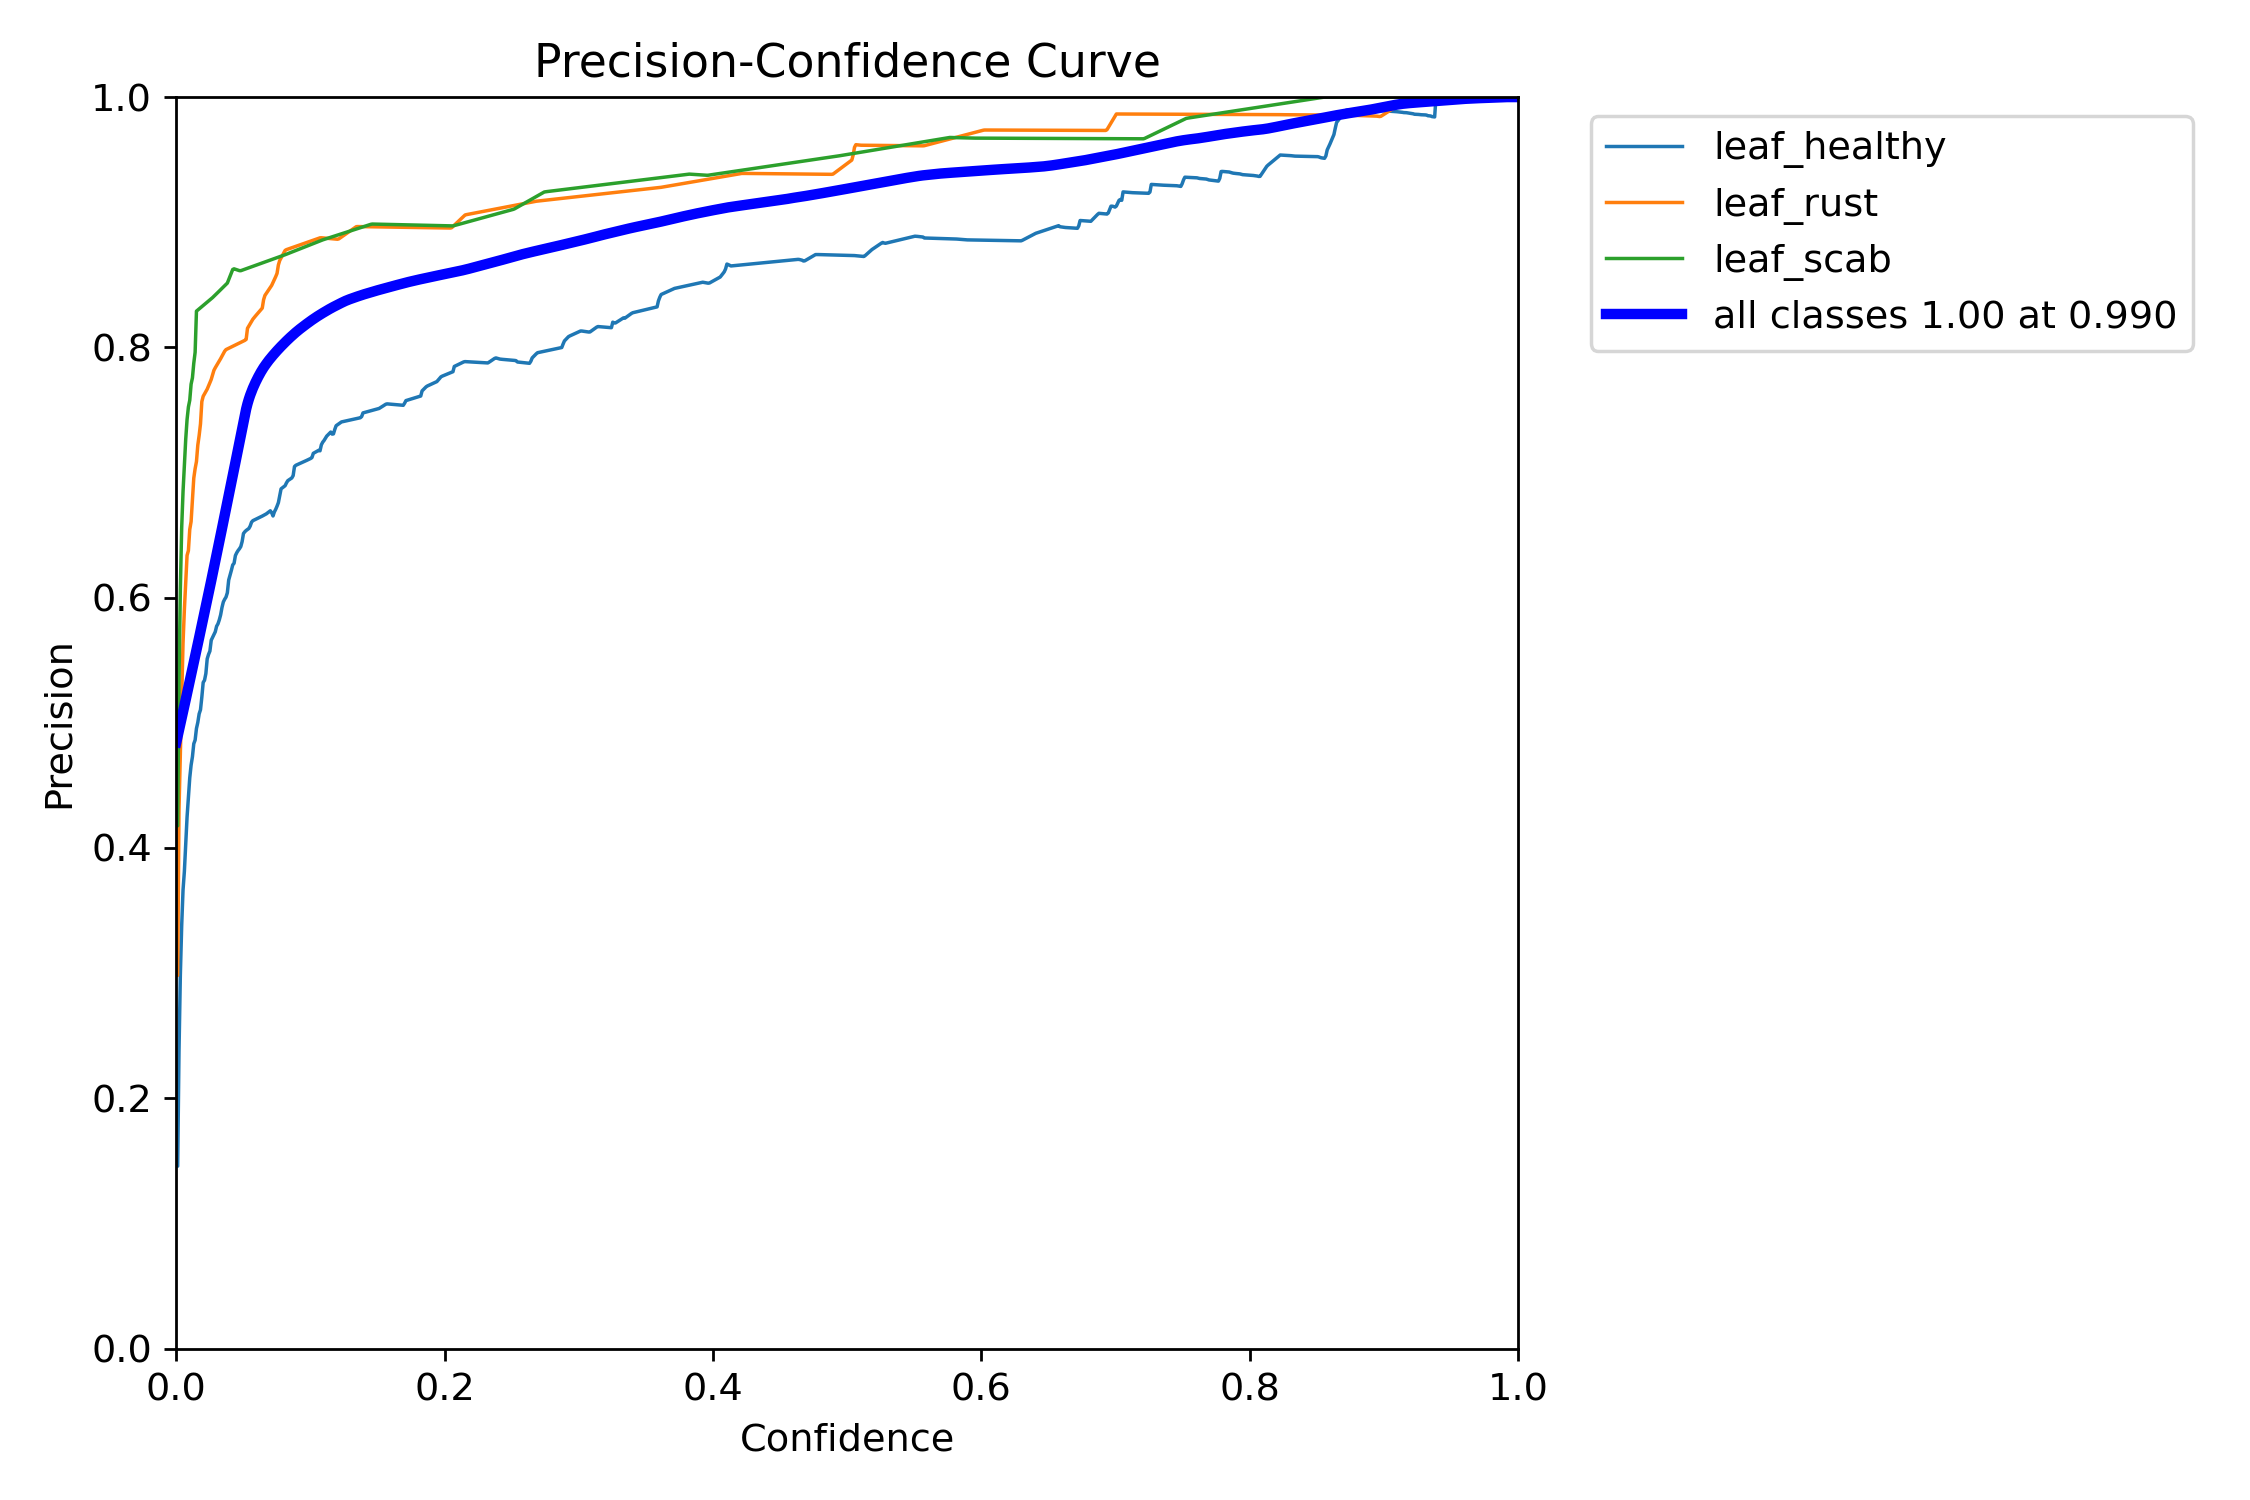 Precision-Confidence Curve
1.0
0.8
0.6
0.4
0.2
0.0
Precision
0.0 0.2 0.4 0.6 0.8 1.0
Confidence
leaf_healthy
leaf_rust
leaf_scab
all classes 1.00 at 0.990